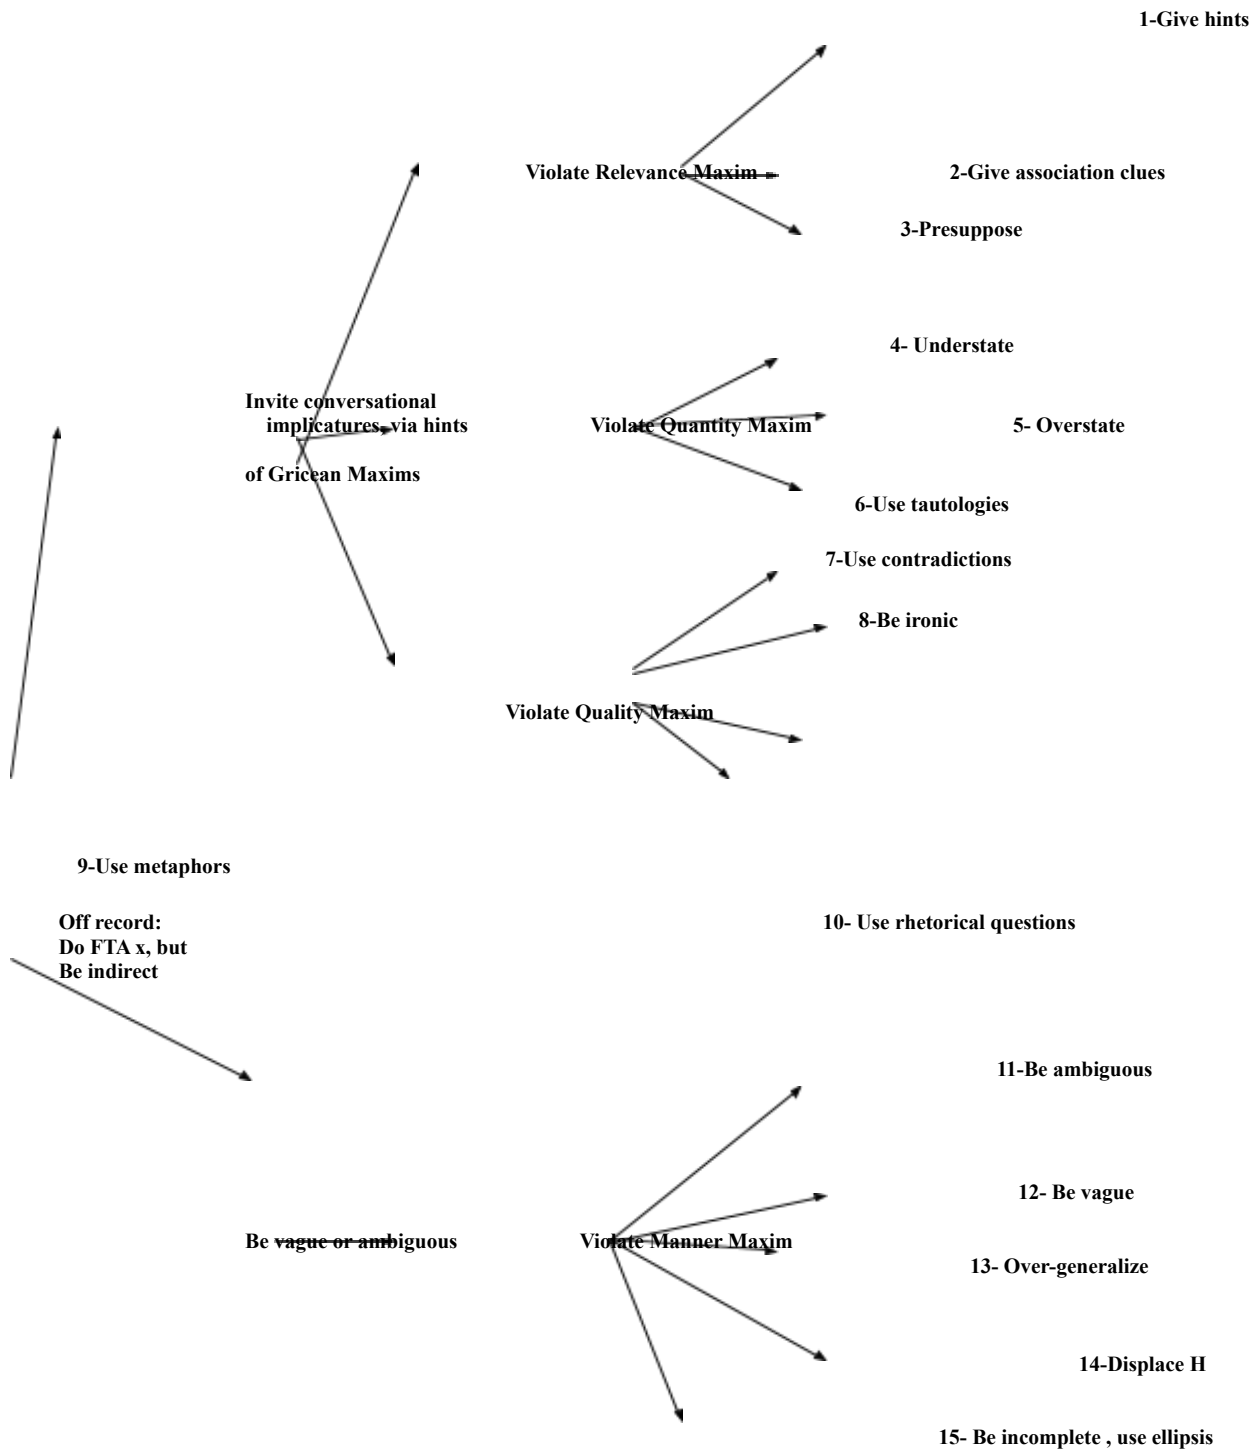 1-Give hints
Violate Relevance Maxim
2-Give association clues
3-Presuppose
4- Understate
Invite conversational
implicatures, via hints
of Gricean Maxims
Violate Quantity Maxim
5- Overstate
6-Use tautologies
7-Use contradictions
8-Be ironic
Violate Quality Maxim
9-Use metaphors
Off record:
Do FTA x, but
Be indirect
10- Use rhetorical questions
11-Be ambiguous
12- Be vague
Be vague or ambiguous
Violate Manner Maxim
13- Over-generalize
14-Displace H
15- Be incomplete , use ellipsis